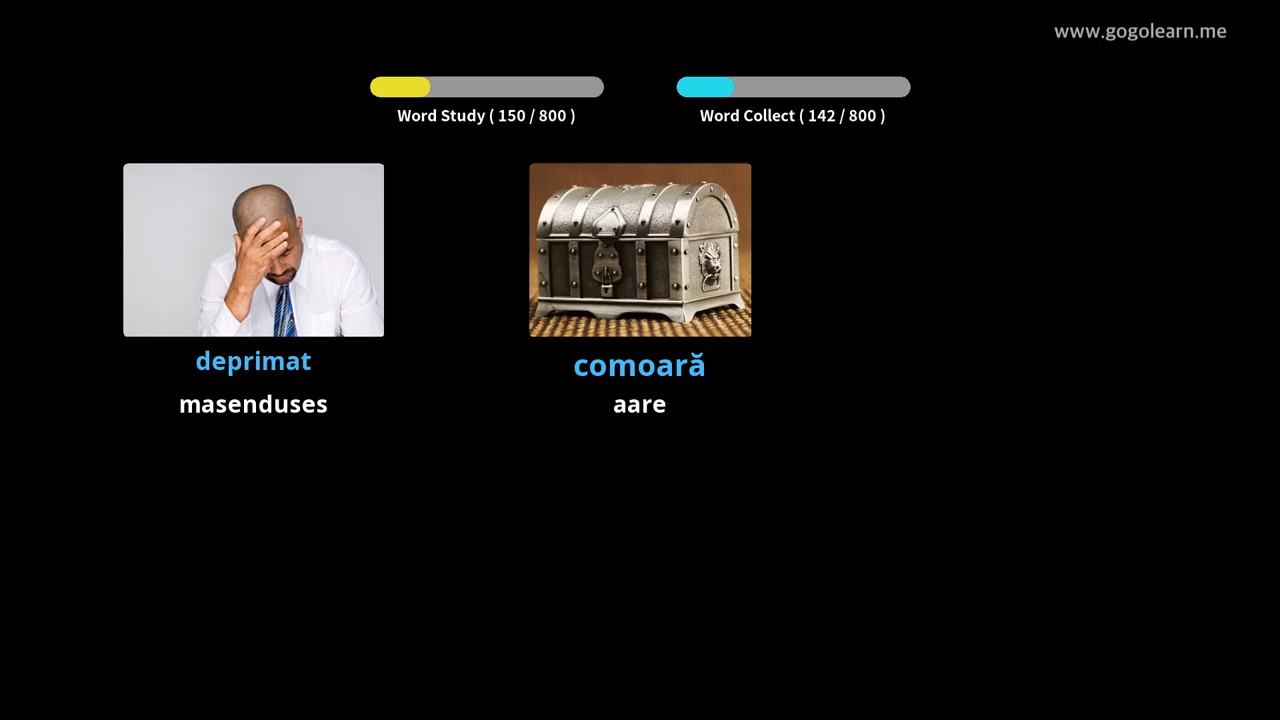 www.gogolearn.me
Word Study ( 150 / 800 )
Word Collect ( 142 / 800 )
deprimat
masenduses
comoară
aare